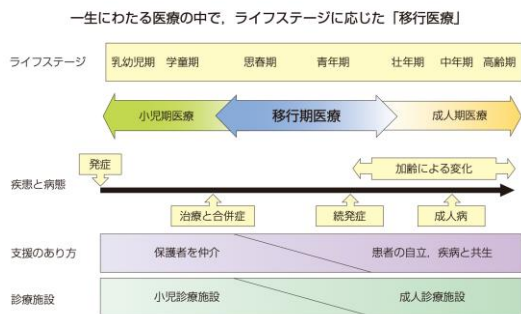 一生にわたる医療の中で，ライフステージに応じた「移行医療」
ライフステージ 乳幼児期 学童期 思春期 青年期 壮年期 中年期 高齢期
小児期医療 移行期医療 成人期医療
発症 加齢による変化
疾患と病態
治療と合併症 続発症 成人病
支援のあり方 保護者を仲介 患者の自立，疾病と共生
診療施設 小児診療施設 成人診療施設